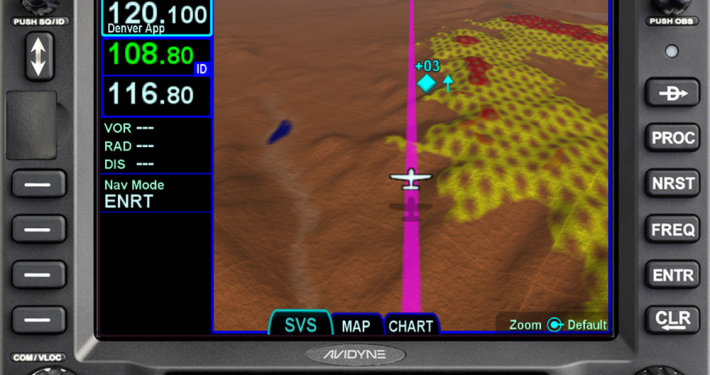 PUSH SQ/ID
120.100
Denver App
108.80
ID
116.80
VOR ---
RAD ---
DIS ---
Nav Mode
ENRT
+03
SVS
MAP
CHART
Zoom Default
PUSH OBS
D
PROC
NRST
FREQ
ENTR
CLR
COM/VLOC
AVIDYNE